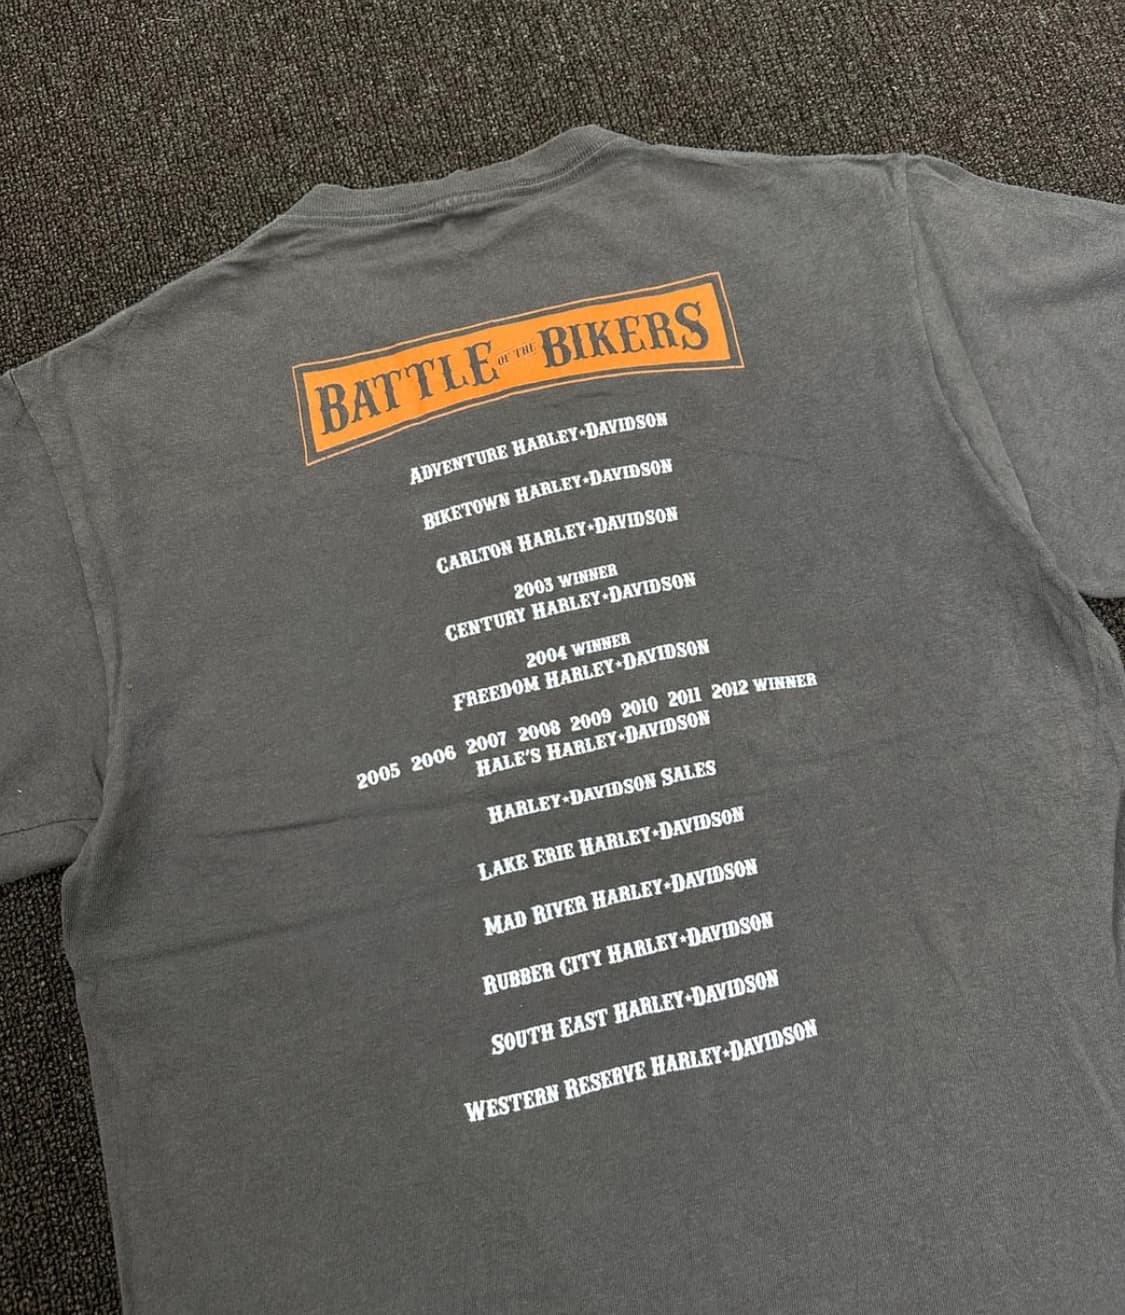 BATTLE OF THE BIKERS
ADVENTURE HARLEY★DAVIDSON
BIKETOWN HARLEY★DAVIDSON
CARLTON HARLEY★DAVIDSON
2003 WINNER
CENTURY HARLEY★DAVIDSON
2004 WINNER
FREEDOM HARLEY★DAVIDSON
2005 2006 2007 2008 2009 2010 2011 2012 WINNER
HALE'S HARLEY★DAVIDSON
HARLEY★DAVIDSON SALES
LAKE ERIE HARLEY★DAVIDSON
MAD RIVER HARLEY★DAVIDSON
RUBBER CITY HARLEY★DAVIDSON
SOUTH EAST HARLEY★DAVIDSON
WESTERN RESERVE HARLEY★DAVIDSON